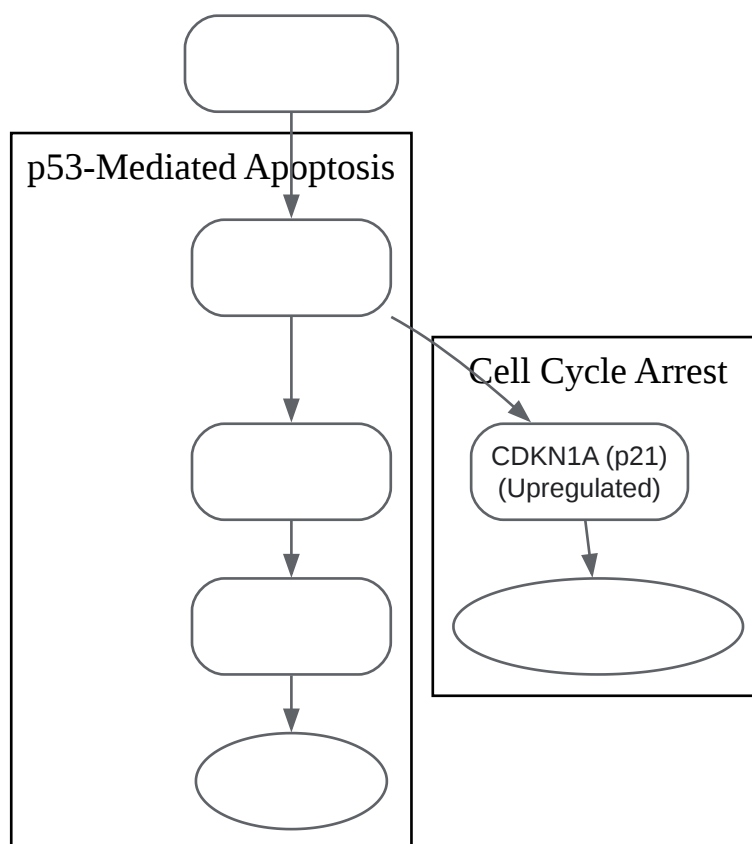 p53-Mediated Apoptosis
Cell Cycle Arrest
CDKN1A (p21)
(Upregulated)